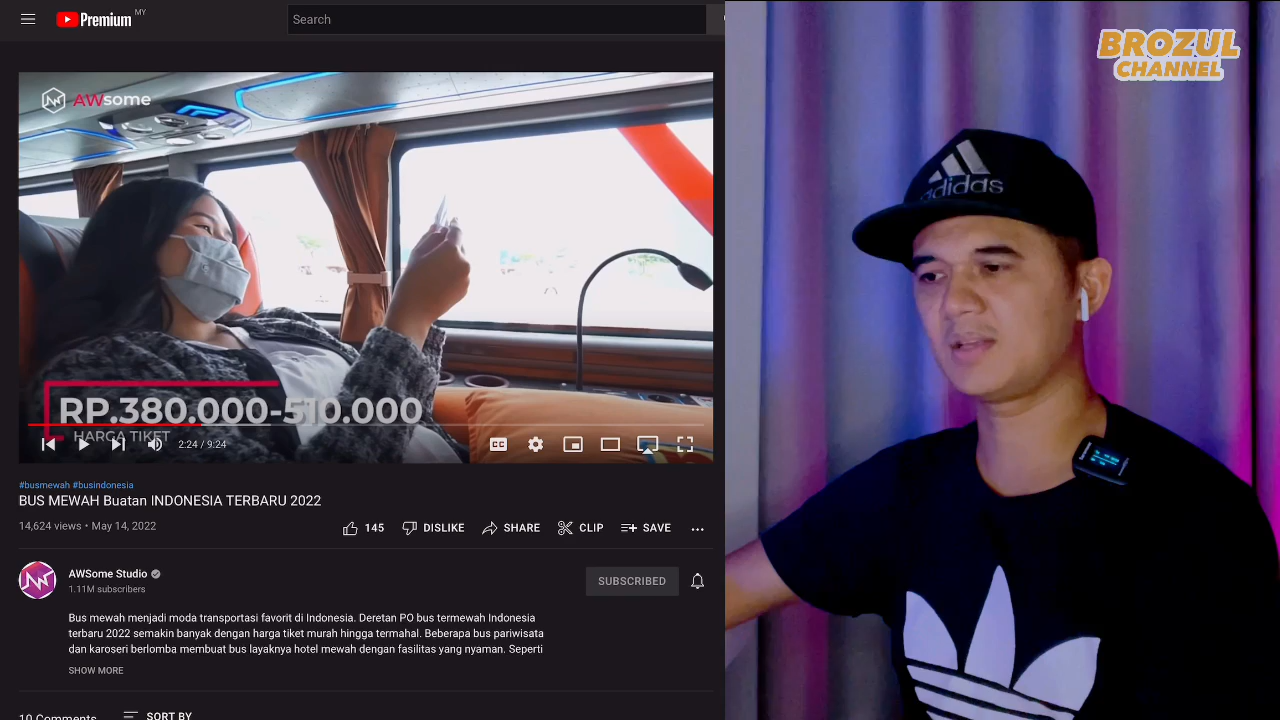 Premium
MY
Search
BROZUL
CHANNEL
AWsome
adidas
RP.380.000-510.000
HARGA TIKET
2:24 / 9:24
CC
#busmewah #busindonesia
BUS MEWAH Buatan INDONESIA TERBARU 2022
14,624 views • May 14, 2022
145
DISLIKE
SHARE
CLIP
SAVE
AWSome Studio
1.11M subscribers
SUBSCRIBED
Bus mewah menjadi moda transportasi favorit di Indonesia. Deretan PO bus termewah Indonesia
terbaru 2022 semakin banyak dengan harga tiket murah hingga termahal. Beberapa bus pariwisata
dan karoseri berlomba membuat bus layaknya hotel mewah dengan fasilitas yang nyaman. Seperti
SHOW MORE
10 Comments
SORT BY